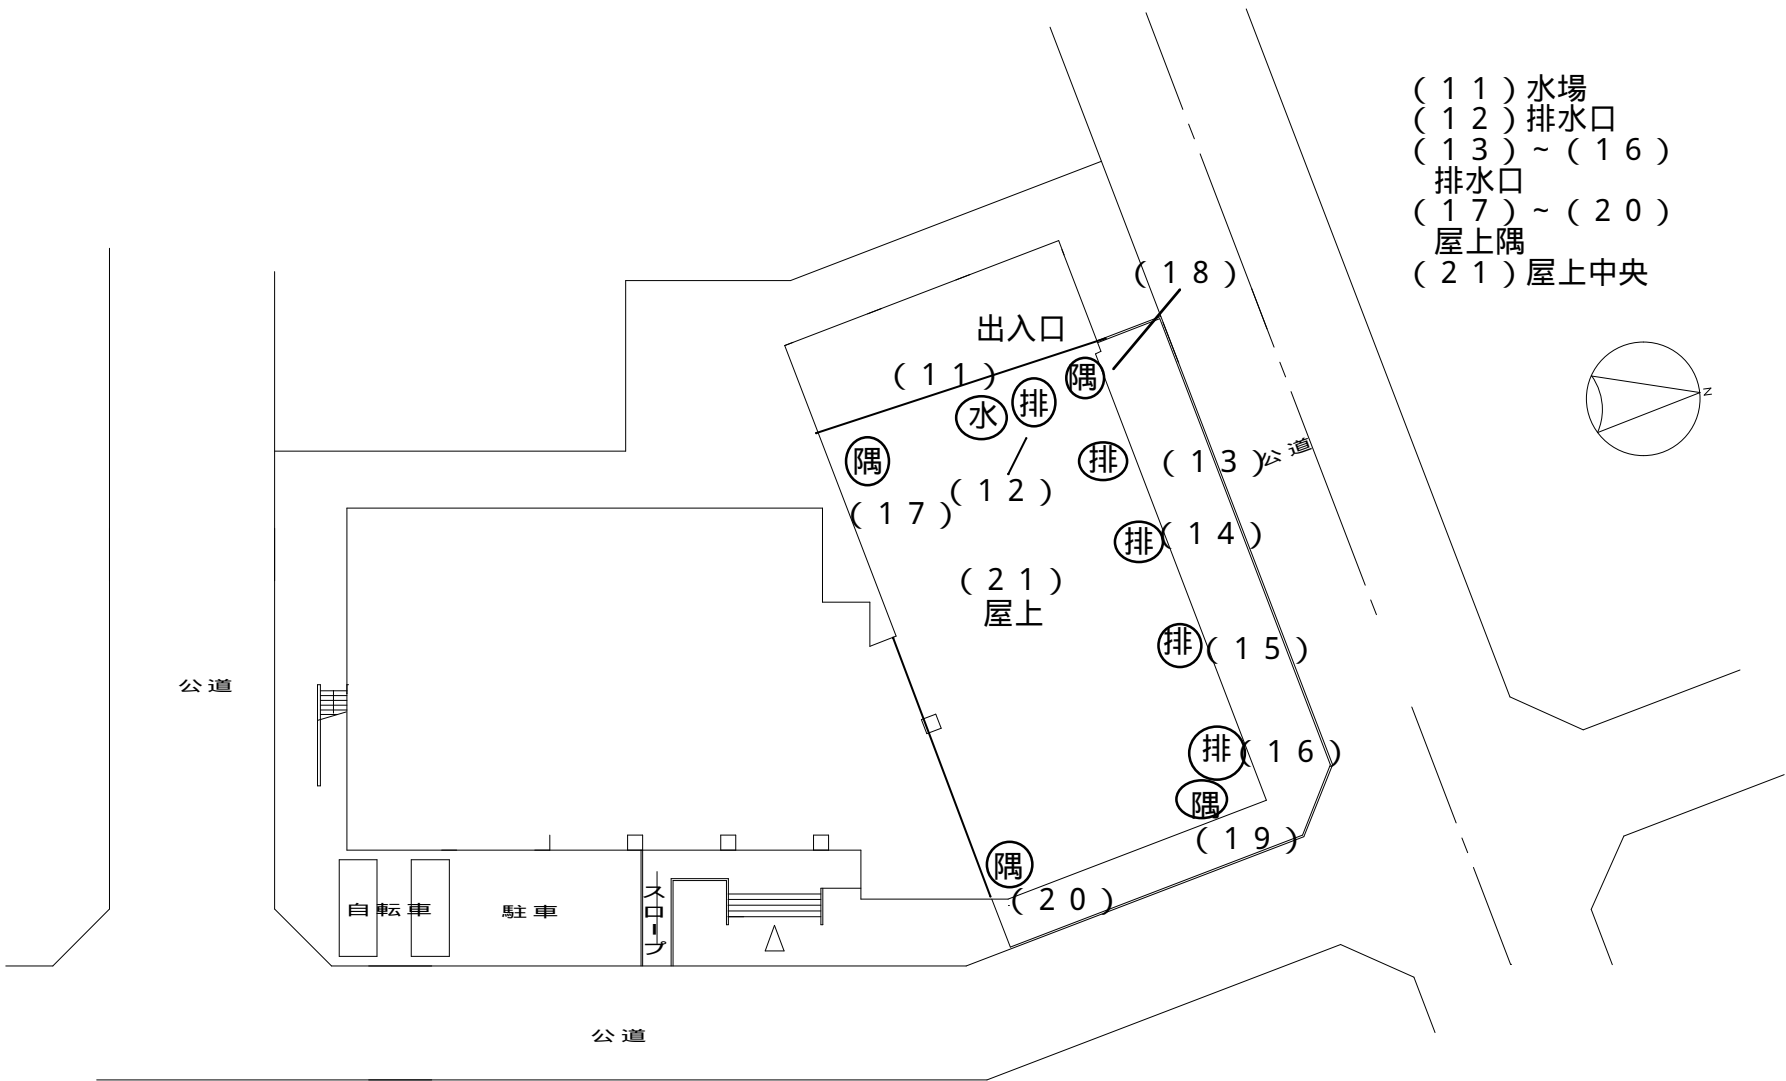 (11)水場
(12)排水口
(13)~(16)
排水口
(17)~(20)
屋上隅
(21)屋上中央
N
(18)
出入口
(11)
隅
排
水
隅
排
(13)
公道
(12)
(17)
排
(14)
(21)
屋上
排
(15)
公道
排
(16)
隅
(19)
隅
(20)
自転車
駐車
スロープ
公道